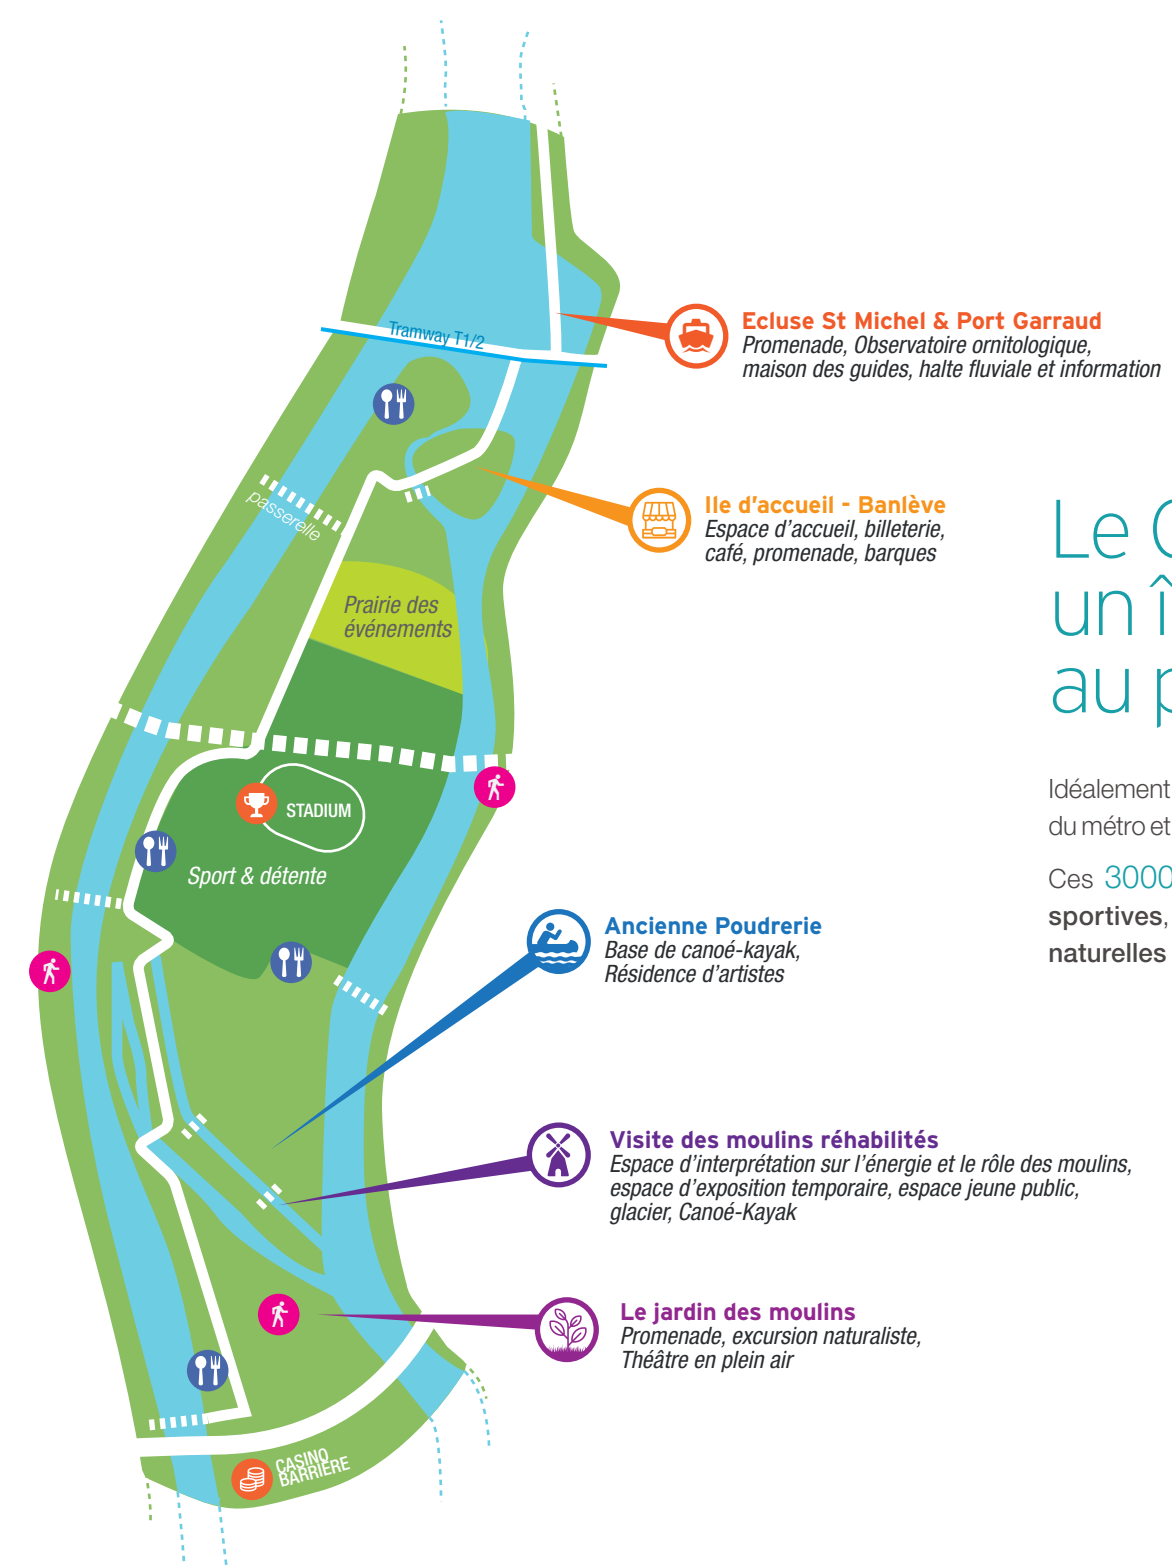 Tramway T1/2
Ecluse St Michel & Port Garraud
Promenade, Observatoire ornitologique,
maison des guides, halte fluviale et information
passerelle
Ile d'accueil - Banlève
Espace d'accueil, billeterie,
café, promenade, barques
Le
un î
au p
Prairie des
événements
Idéalement
du métro et
Ces 3000
sportives,
naturelles
STADIUM
Sport & détente
Ancienne Poudrerie
Base de canoé-kayak,
Résidence d'artistes
Visite des moulins réhabilités
Espace d'interprétation sur l'énergie et le rôle des moulins,
espace d'exposition temporaire, espace jeune public,
glacier, Canoé-Kayak
Le jardin des moulins
Promenade, excursion naturaliste,
Théâtre en plein air
CASINO
BARRIÈRE